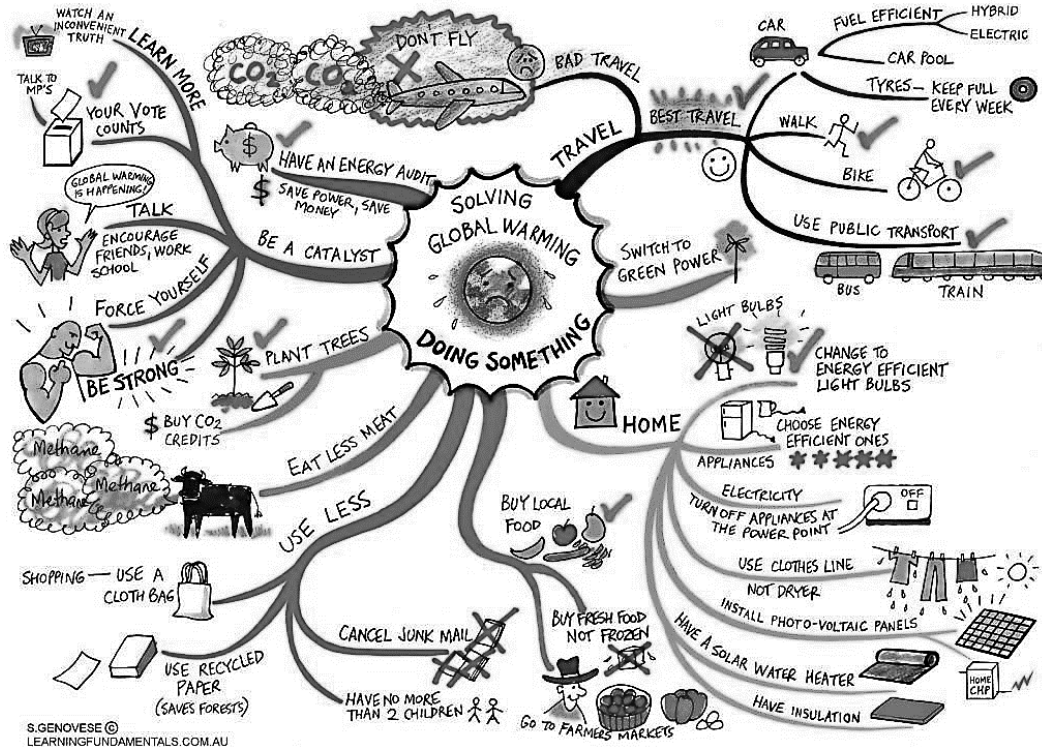 SOLVING
GLOBAL WARMING
DOING SOMETHING
TRAVEL
BAD TRAVEL
DONT FLY
CO2
CO2
BEST TRAVEL
CAR
FUEL EFFICIENT
HYBRID
ELECTRIC
CAR POOL
TYRES — KEEP FULL
EVERY WEEK
WALK
BIKE
USE PUBLIC TRANSPORT
BUS
TRAIN
SWITCH TO
GREEN POWER
HOME
LIGHT BULBS
CHANGE TO
ENERGY EFFICIENT
LIGHT BULBS
APPLIANCES
CHOOSE ENERGY
EFFICIENT ONES
ELECTRICITY
TURN OFF APPLIANCES AT
THE POWER POINT
OFF
USE CLOTHES LINE
NOT DRYER
INSTALL PHOTO-VOLTAIC PANELS
HOME
CHP
HAVE A SOLAR WATER HEATER
HAVE INSULATION
BUY LOCAL
FOOD
BUY FRESH FOOD
NOT FROZEN
GO TO FARMERS MARKETS
USE LESS
SHOPPING — USE A
CLOTH BAG
USE RECYCLED
PAPER
(SAVES FORESTS)
CANCEL JUNK MAIL
HAVE NO MORE
THAN 2 CHILDREN
EAT LESS MEAT
Methane
Methane
Methane
PLANT TREES
$ BUY CO2
CREDITS
BE A CATALYST
LEARN MORE
WATCH AN
INCONVENIENT
TRUTH
TALK TO
MP'S
YOUR VOTE
COUNTS
GLOBAL WARMING
IS HAPPENING!
TALK
ENCOURAGE
FRIENDS, WORK
SCHOOL
FORCE YOURSELF
BE STRONG
$
HAVE AN ENERGY AUDIT
$ SAVE POWER, SAVE
MONEY
S.GENOVESE ©
LEARNINGFUNDAMENTALS.COM.AU